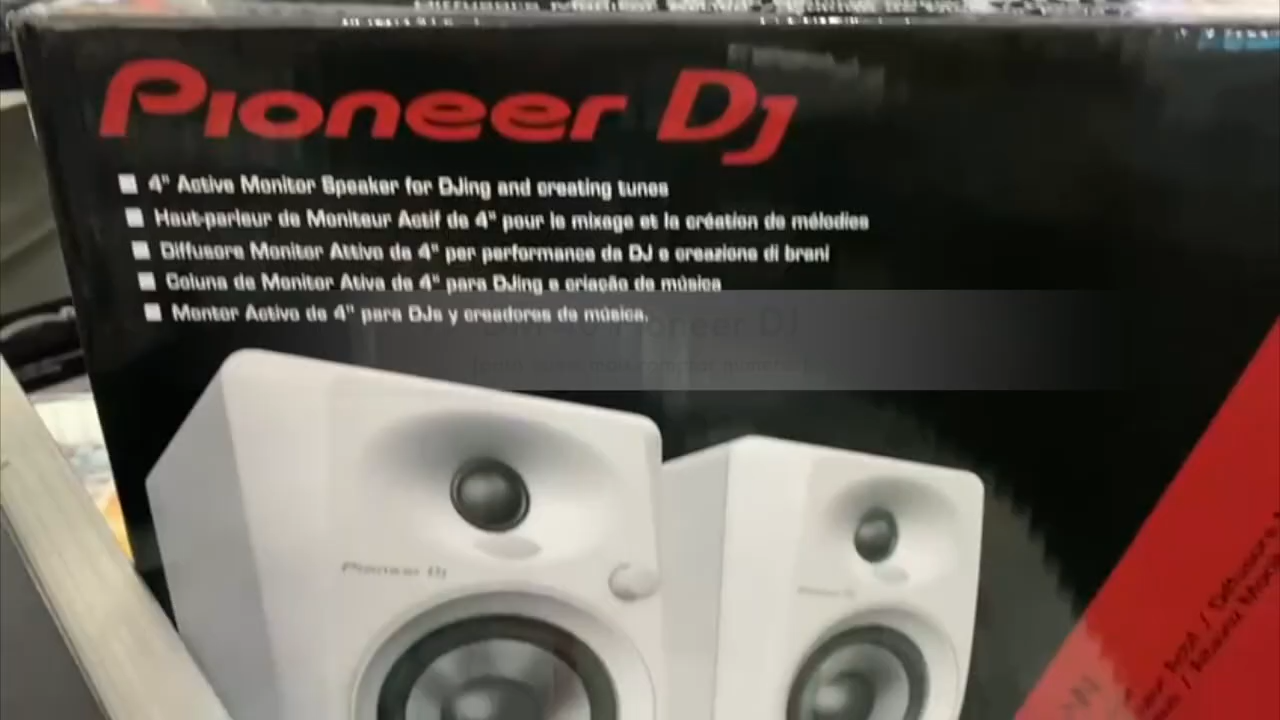 Pioneer DJ
4" Active Monitor Speaker for DJing and creating tunes
Haut-parleur de Moniteur Actif de 4" pour le mixage et la création de mélodies
Diffusore Monitor Attivo da 4" per performance da DJ e creazione di brani
Coluna de Monitor Ativa de 4" para DJing e criação de música
Montor Activo de 4" para DJs y creadores de música.
Pioneer DJ
Pioneer DJ
Pioneer DJ